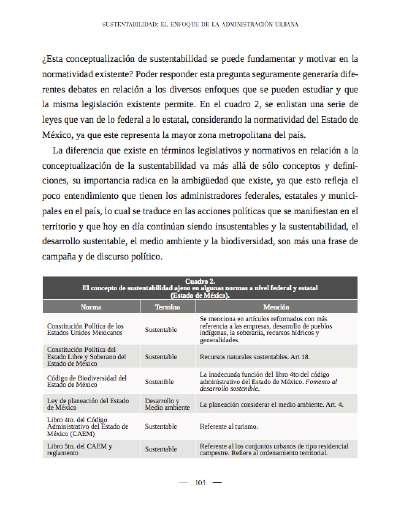 SUSTENTABILIDAD: EL ENFOQUE DE LA ADMINISTRACIÓN URBANA
¿Esta conceptualización de sustentabilidad se puede fundamentar y motivar en la
normatividad existente? Poder responder esta pregunta seguramente generaría dife-
rentes debates en relación a los diversos enfoques que se pueden estudiar y que
la misma legislación existente permite. En el cuadro 2, se enlistan una serie de
leyes que van de lo federal a lo estatal, considerando la normatividad del Estado de
México, ya que este representa la mayor zona metropolitana del país.
La diferencia que existe en términos legislativos y normativos en relación a la
conceptualización de la sustentabilidad va más allá de sólo conceptos y defini-
ciones, su importancia radica en la ambigüedad que existe, ya que esto refleja el
poco entendimiento que tienen los administradores federales, estatales y munici-
pales en el país, lo cual se traduce en las acciones políticas que se manifiestan en el
territorio y que hoy en día continúan siendo insustentables y la sustentabilidad, el
desarrollo sustentable, el medio ambiente y la biodiversidad, son más una frase de
campaña y de discurso político.
Cuadro 2.
El concepto de sustentabilidad ajeno en algunas normas a nivel federal y estatal
(Estado de México).
Norma Termino Mención
Constitución Política de los
Estados Unidos Mexicanos
Sustentable
Se menciona en artículos reformados con más
referencia a las empresas, desarrollo de pueblos
indígenas, la soberanía, recursos hídricos y
generalidades.
Constitución Política del
Estado Libre y Soberano del
Estado de México
Sustentable
Recursos naturales sustentables. Art 18.
Código de Biodiversidad del
Estado de México
Sostenible
La inadecuada función del libro 4to del código
administrativo del Estado de México. Fomento al
desarrollo sostenible.
Ley de planeación del Estado
de México
Desarrollo y
Medio ambiente
La planeación considerar el medio ambiente. Art. 4.
Libro 4to. del Código
Administrativo del Estado de
México (CAEM)
Sustentable
Referente al turismo.
Libro 5to. del CAEM y
reglamento
Sustentable
Referente al los conjuntos urbanos de tipo residencial
campestre. Refiere al ordenamiento territorial.